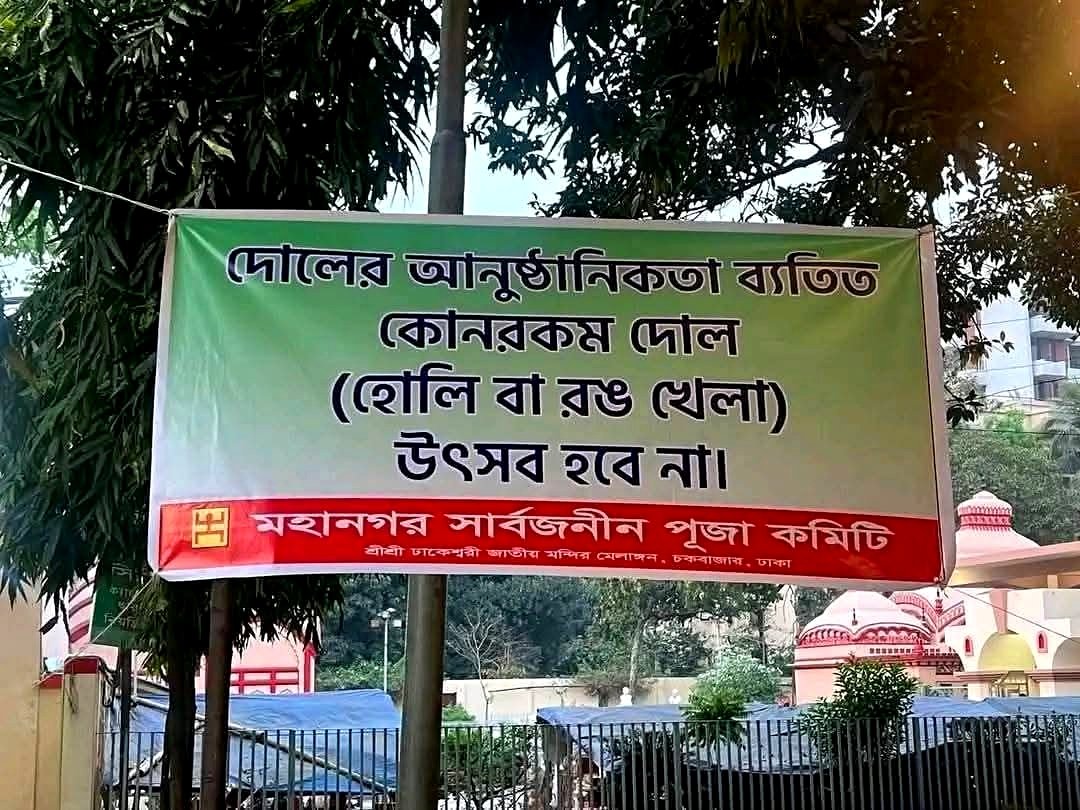 দোলের আনুষ্ঠানিকতা ব্যতিত
কোনরকম দোল
(হোলি বা রঙ খেলা)
উৎসব হবে না।
মহানগর সার্বজনীন পূজা কমিটি
শ্রীশ্রী ঢাকেশ্বরী জাতীয় মন্দির মেলাঙ্গন, চকবাজার, ঢাকা